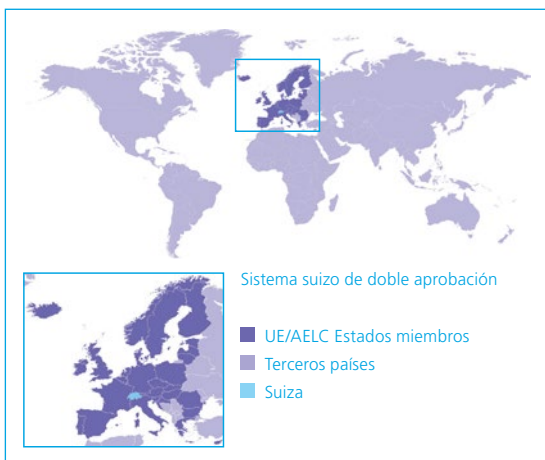 Sistema suizo de doble aprobación
UE/AELC Estados miembros
Terceros países
Suiza